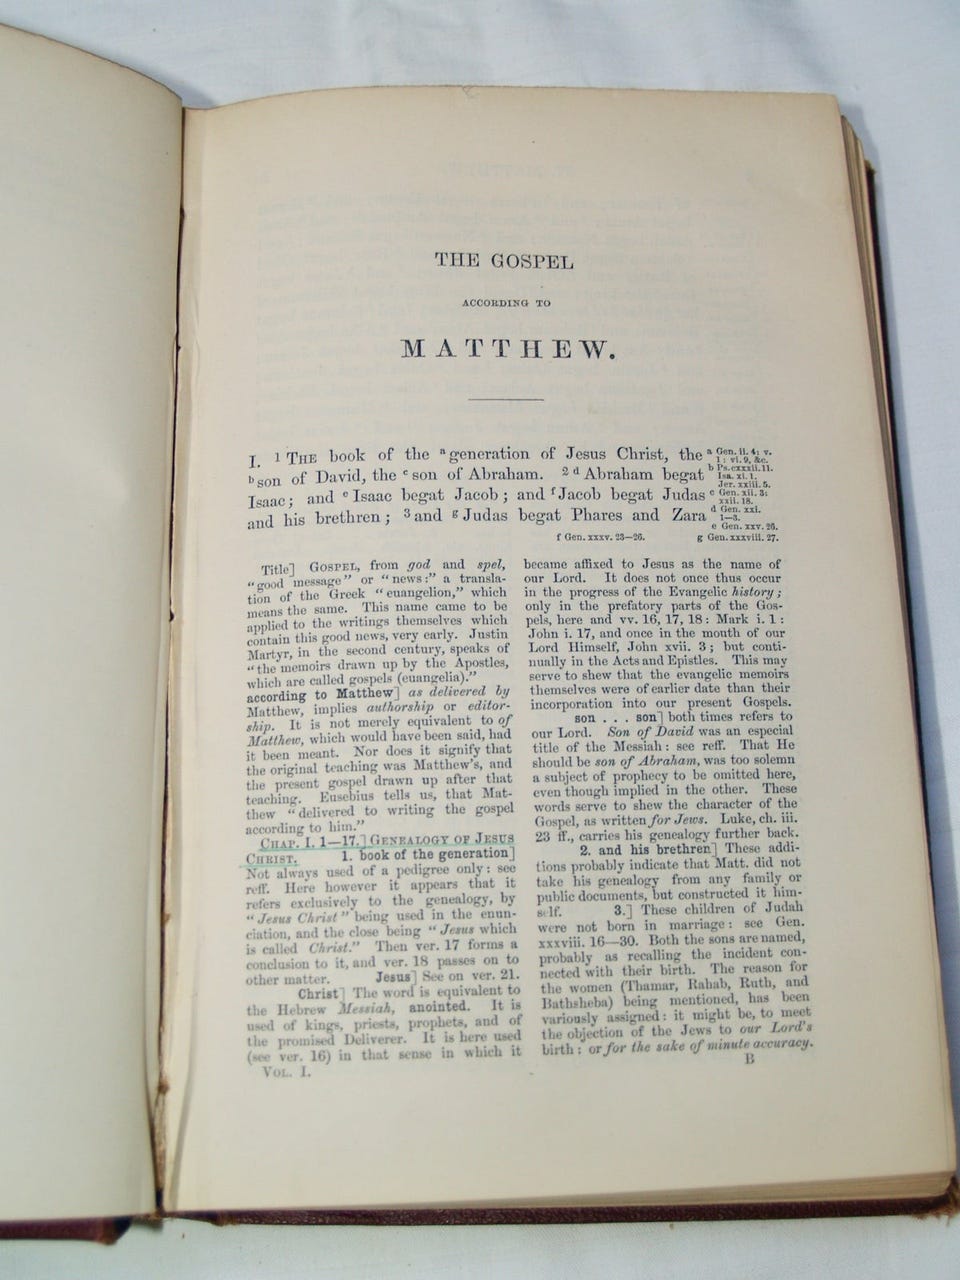 THE GOSPEL
ACCORDING TO
MATTHEW.
I. 1 THE book of the a generation of Jesus Christ, the
b son of David, the c son of Abraham. 2 d Abraham begat
Isaac; and e Isaac begat Jacob; and f Jacob begat Judas
and his brethren; 3 and g Judas begat Phares and Zara
a Gen. ii. 4: v.
1: vi. 9, &c.
b Ps. cxxxii. 11.
Isa. xi. 1.
Jer. xxiii. 5.
c Gen. xii. 3:
xxii. 18.
d Gen. xxi.
1—3.
e Gen. xxv. 26.
f Gen. xxxv. 23—26.
g Gen. xxxviii. 27.
Title] GOSPEL, from god and spel,
"good message" or "news:" a transla-
tion of the Greek "euangelion," which
means the same. This name came to be
applied to the writings themselves which
contain this good news, very early. Justin
Martyr, in the second century, speaks of
"the memoirs drawn up by the Apostles,
which are called gospels (euangelia)."
according to Matthew] as delivered by
Matthew, implies authorship or editor-
ship. It is not merely equivalent to of
Matthew, which would have been said, had
it been meant. Nor does it signify that
the original teaching was Matthew's, and
the present gospel drawn up after that
teaching. Eusebius tells us, that Mat-
thew "delivered to writing the gospel
according to him."
CHAP. I. 1—17.] GENEALOGY OF JESUS
CHRIST. 1. book of the generation]
Not always used of a pedigree only: see
reff. Here however it appears that it
refers exclusively to the genealogy, by
"Jesus Christ" being used in the enun-
ciation, and the close being "Jesus which
is called Christ." Then ver. 17 forms a
conclusion to it, and ver. 18 passes on to
other matter. Jesus] See on ver. 21.
Christ] The word is equivalent to
the Hebrew Messiah, anointed. It is
used of kings, priests, prophets, and of
the promised Deliverer. It is here used
(see ver. 16) in that sense in which it
VOL. I.
became affixed to Jesus as the name of
our Lord. It does not once thus occur
in the progress of the Evangelic history;
only in the prefatory parts of the Gos-
pels, here and vv. 16, 17, 18: Mark i. 1:
John i. 17, and once in the mouth of our
Lord Himself, John xvii. 3; but conti-
nually in the Acts and Epistles. This may
serve to shew that the evangelic memoirs
themselves were of earlier date than their
incorporation into our present Gospels.
son . . . son] both times refers to
our Lord. Son of David was an especial
title of the Messiah: see reff. That He
should be son of Abraham, was too solemn
a subject of prophecy to be omitted here,
even though implied in the other. These
words serve to shew the character of the
Gospel, as written for Jews. Luke, ch. iii.
23 ff., carries his genealogy further back.
2. and his brethren] These addi-
tions probably indicate that Matt. did not
take his genealogy from any family or
public documents, but constructed it him-
self. 3.] These children of Judah
were not born in marriage: see Gen.
xxxviii. 16—30. Both the sons are named,
probably as recalling the incident con-
nected with their birth. The reason for
the women (Thamar, Rahab, Ruth, and
Bathsheba) being mentioned, has been
variously assigned: it might be, to meet
the objection of the Jews to our Lord's
birth: or for the sake of minute accuracy.
B